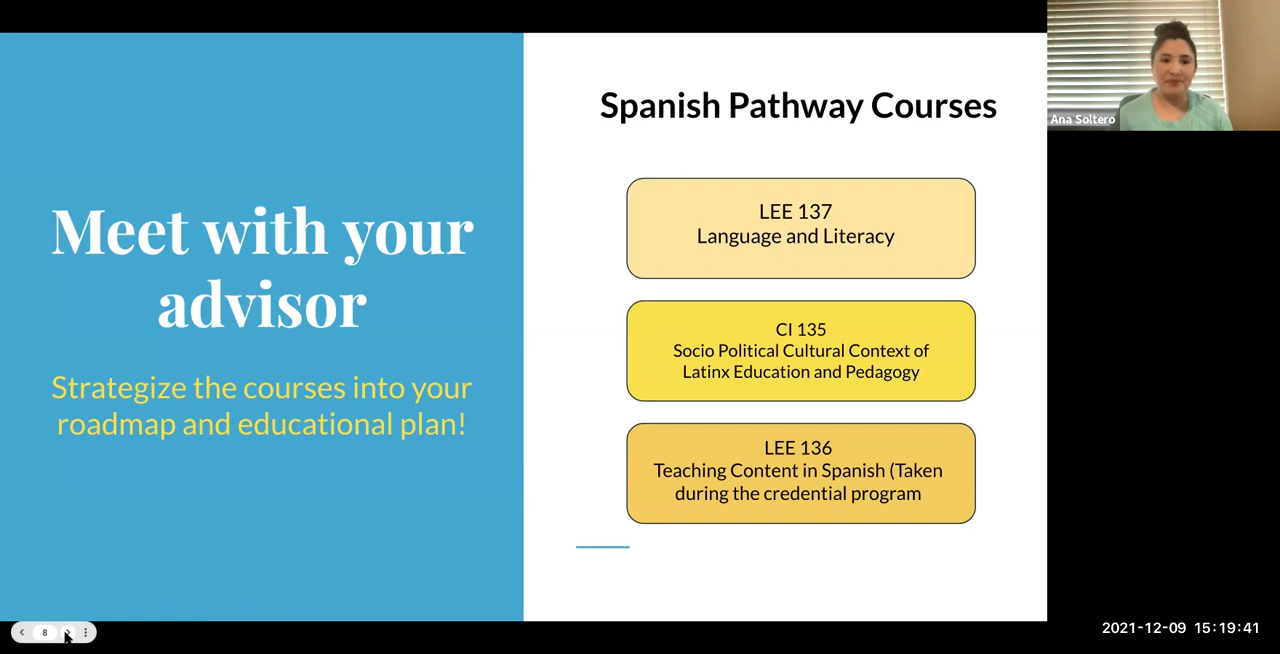 Meet with your
advisor
Strategize the courses into your
roadmap and educational plan!
Spanish Pathway Courses
LEE 137
Language and Literacy
CI 135
Socio Political Cultural Context of
Latinx Education and Pedagogy
LEE 136
Teaching Content in Spanish (Taken
during the credential program
Ana Soltero
8
2021-12-09 15:19:41